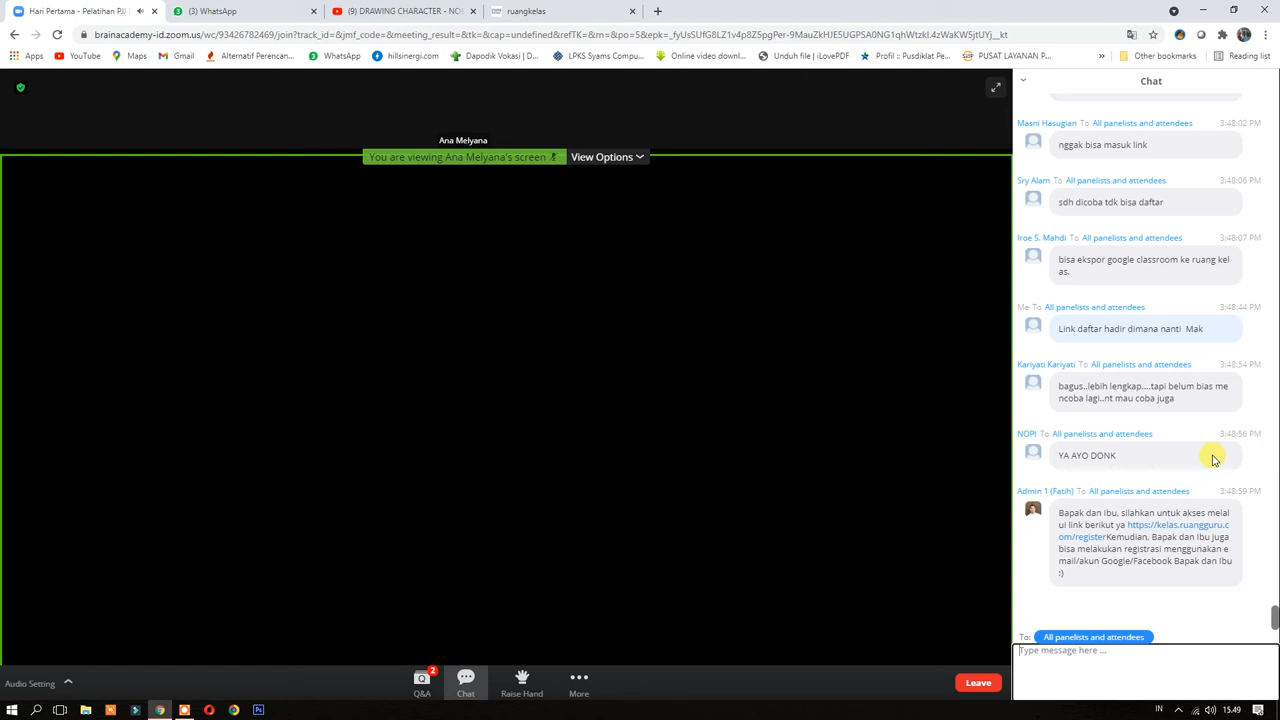 Hari Pertama - Pelatihan PJJ
(3) WhatsApp
(9) DRAWING CHARACTER - NOS
ruangkelas
brainacademy-id.zoom.us/wc/93426782469/join?track_id=&jmf_code=&meeting_result=&tk=&cap=undefined&refTK=&rn=&po=5&epk=_fyUsUfG8LZ1v4p8Z5pgPer-9MauZkHJE5UGPSA0NG1qhWtzkI.4zWaKW5jtUYj__kt
Apps
YouTube
Gmail
Alternatif Perencan...
WhatsApp
hillsinergi.com
Dapodik Vokasi | D...
LPKS Syams Compu...
Online video downl...
Unduh file | iLovePDF
Profil :: Pusdiklat Pe...
PUSAT LAYANAN P...
»
Other bookmarks
Reading list
Ana Melyana
You are viewing Ana Melyana's screen
View Options
Chat
Masni Hasugian To All panelists and attendees 3:48:02 PM
nggak bisa masuk link
Sry Alam To All panelists and attendees 3:48:06 PM
sdh dicoba tdk bisa daftar
Iroe S. Mahdi To All panelists and attendees 3:48:07 PM
bisa ekspor google classroom ke ruang kel
as.
Me To All panelists and attendees 3:48:44 PM
Link daftar hadir dimana nanti Mak
Kariyati Kariyati To All panelists and attendees 3:48:54 PM
bagus..lebih lengkap....tapi belum bias me
ncoba lagi..nt mau coba juga
NOPI To All panelists and attendees 3:48:56 PM
YA AYO DONK
Admin 1 (Fatih) To All panelists and attendees 3:48:59 PM
Bapak dan Ibu, silahkan untuk akses melal
ui link berikut ya https://kelas.ruangguru.c
om/registerKemudian, Bapak dan Ibu juga
bisa melakukan registrasi menggunakan e
mail/akun Google/Facebook Bapak dan Ibu
:)
To: All panelists and attendees
Type message here ...
Audio Setting
2
Q&A
Chat
Raise Hand
More
Leave
IN
15.49